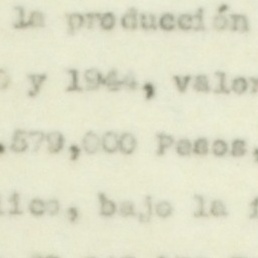 la producción
y 1944, valor
.579,000 Pesos,
ico, bajo la